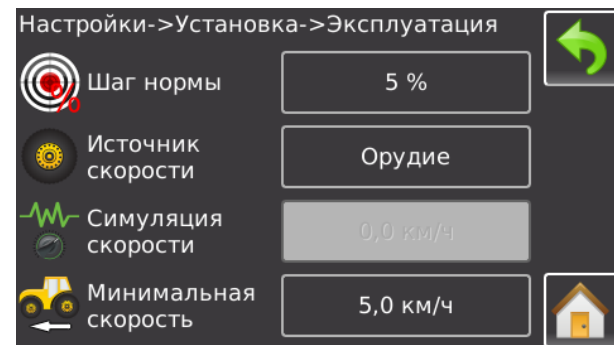 Настройки->Установка->Эксплуатация
%
Шаг нормы
5 %
Источник
скорости
Орудие
Симуляция
скорости
0,0 км/ч
Минимальная
скорость
5,0 км/ч